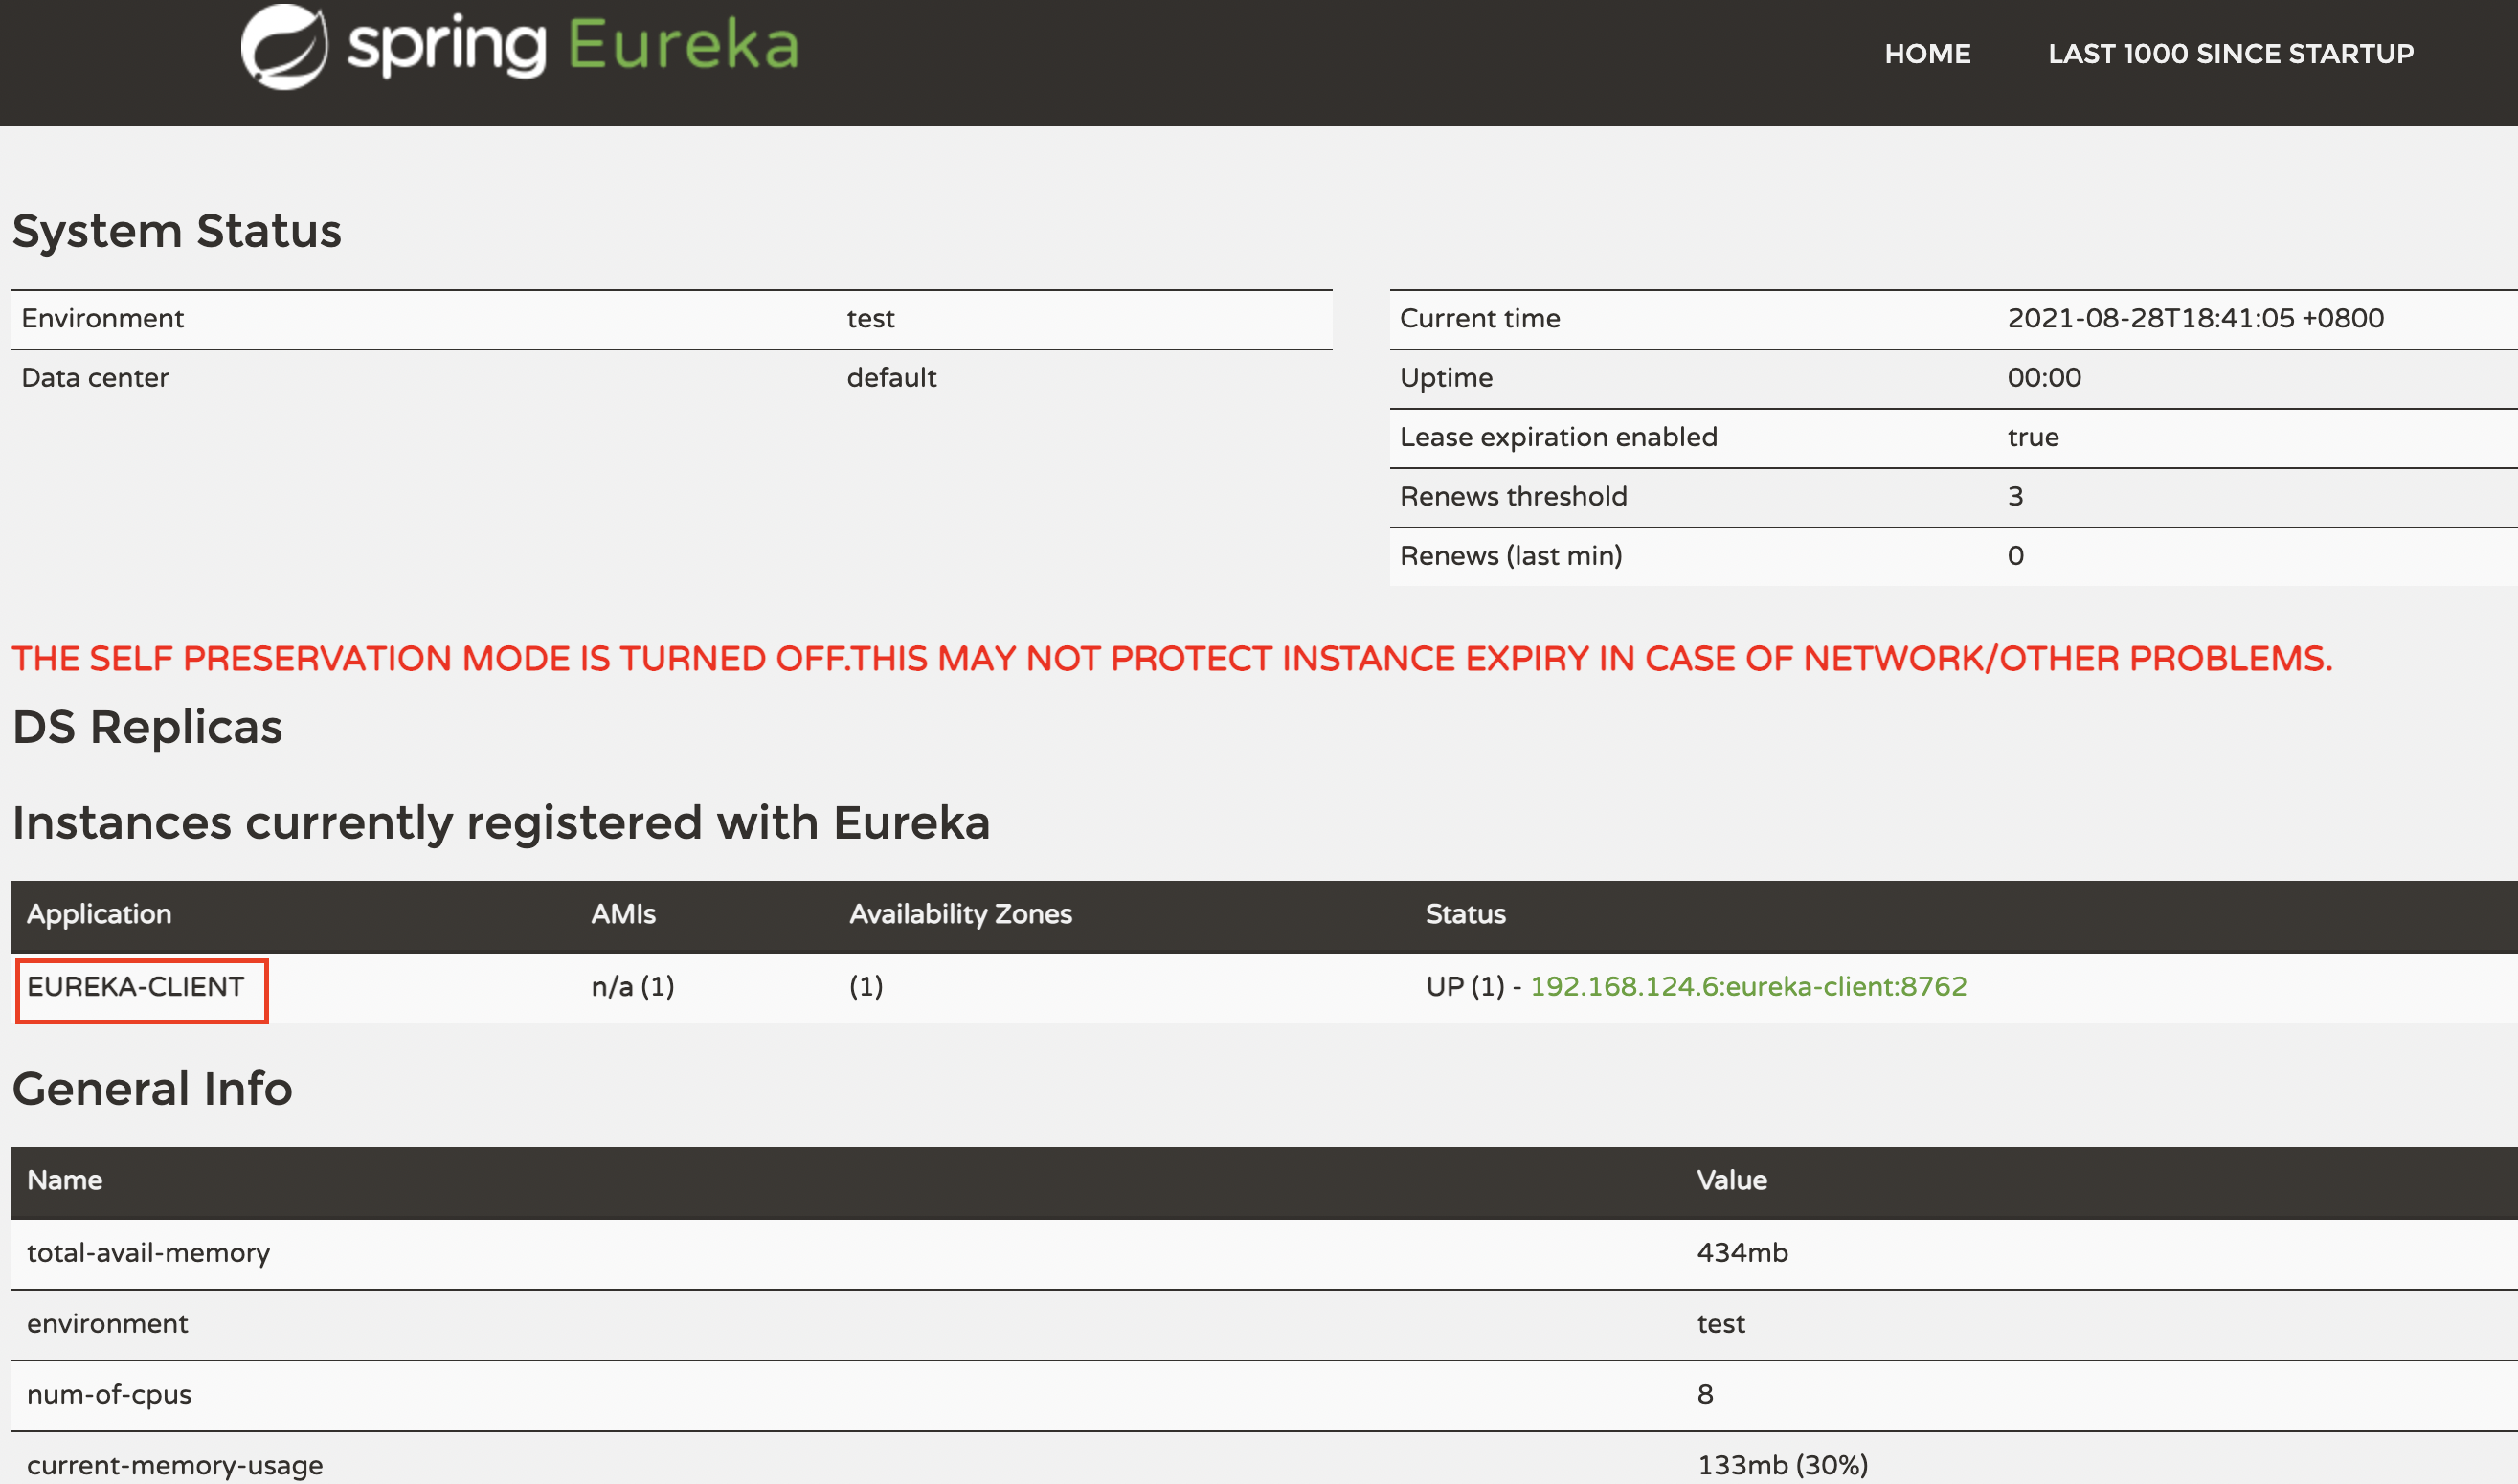 spring Eureka
HOME LAST 1000 SINCE STARTUP
System Status
Environment test
Data center default
Current time 2021-08-28T18:41:05 +0800
Uptime 00:00
Lease expiration enabled true
Renews threshold 3
Renews (last min) 0
THE SELF PRESERVATION MODE IS TURNED OFF.THIS MAY NOT PROTECT INSTANCE EXPIRY IN CASE OF NETWORK/OTHER PROBLEMS.
DS Replicas
Instances currently registered with Eureka
Application AMIs Availability Zones Status
EUREKA-CLIENT n/a (1) (1) UP (1) - 192.168.124.6:eureka-client:8762
General Info
Name Value
total-avail-memory 434mb
environment test
num-of-cpus 8
current-memory-usage 133mb (30%)